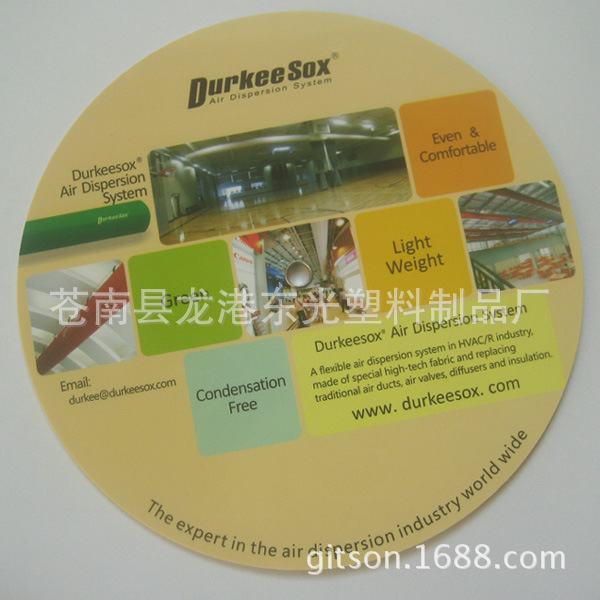 DurkeeSox®
Air Dispersion System
Even &
Comfortable
Durkeesox®
Air Dispersion
System
DurkeeSox
Light
Weight
Green
Canon
苍南县龙港东光塑料制品厂
Durkeesox® Air Dispersion System
A flexible air dispersion system in HVAC/R industry,
made of special high-tech fabric and replacing
traditional air ducts, air valves, diffusers and insulation.
www. durkeesox. com
Email:
durkee@durkeesox.com
Condensation
Free
The expert in the air dispersion industry world wide
gitson.1688.com